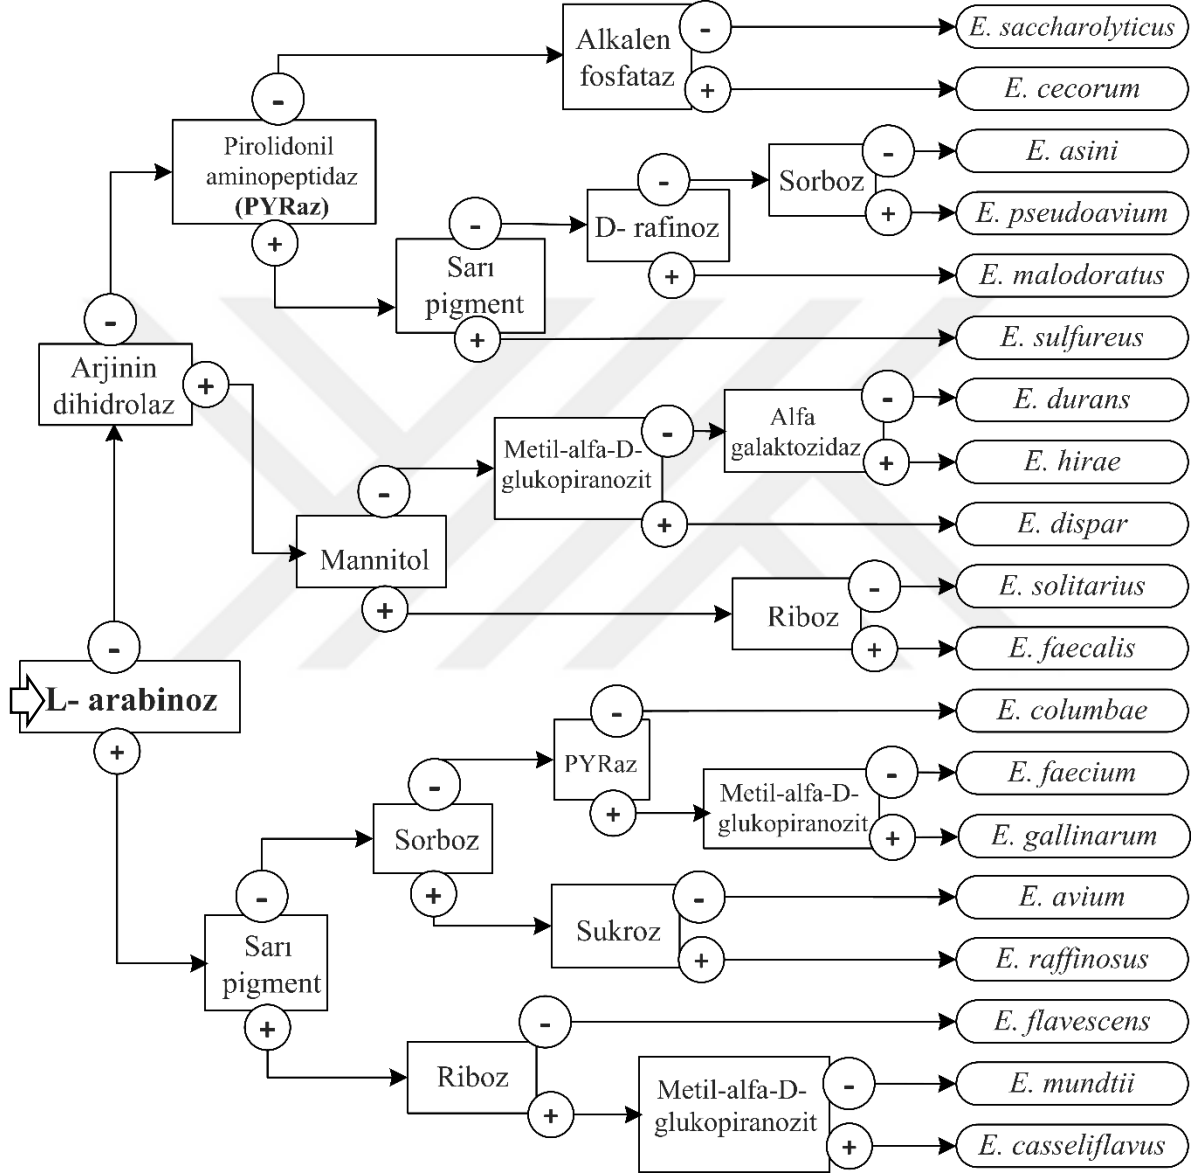 -
E. saccharolyticus
Alkalen
fosfataz
+
E. cecorum
-
Pirolidonil
aminopeptidaz
(PYRaz)
+
-
Sorboz
-
E. asini
+
E. pseudoavium
-
D- rafinoz
+
E. malodoratus
Sarı
pigment
+
E. sulfureus
-
Arjinin
dihidrolaz
+
-
Alfa
galaktozidaz
-
E. durans
+
E. hirae
Metil-alfa-D-
glukopiranozit
-
+
E. dispar
Mannitol
+
Riboz
-
E. solitarius
+
E. faecalis
-
L- arabinoz
+
-
E. columbae
PYRaz
+
Metil-alfa-D-
glukopiranozit
-
E. faecium
+
E. gallinarum
-
Sorboz
+
Sukroz
-
E. avium
+
E. raffinosus
-
Sarı
pigment
+
-
E. flavescens
Riboz
+
Metil-alfa-D-
glukopiranozit
-
E. mundtii
+
E. casseliflavus